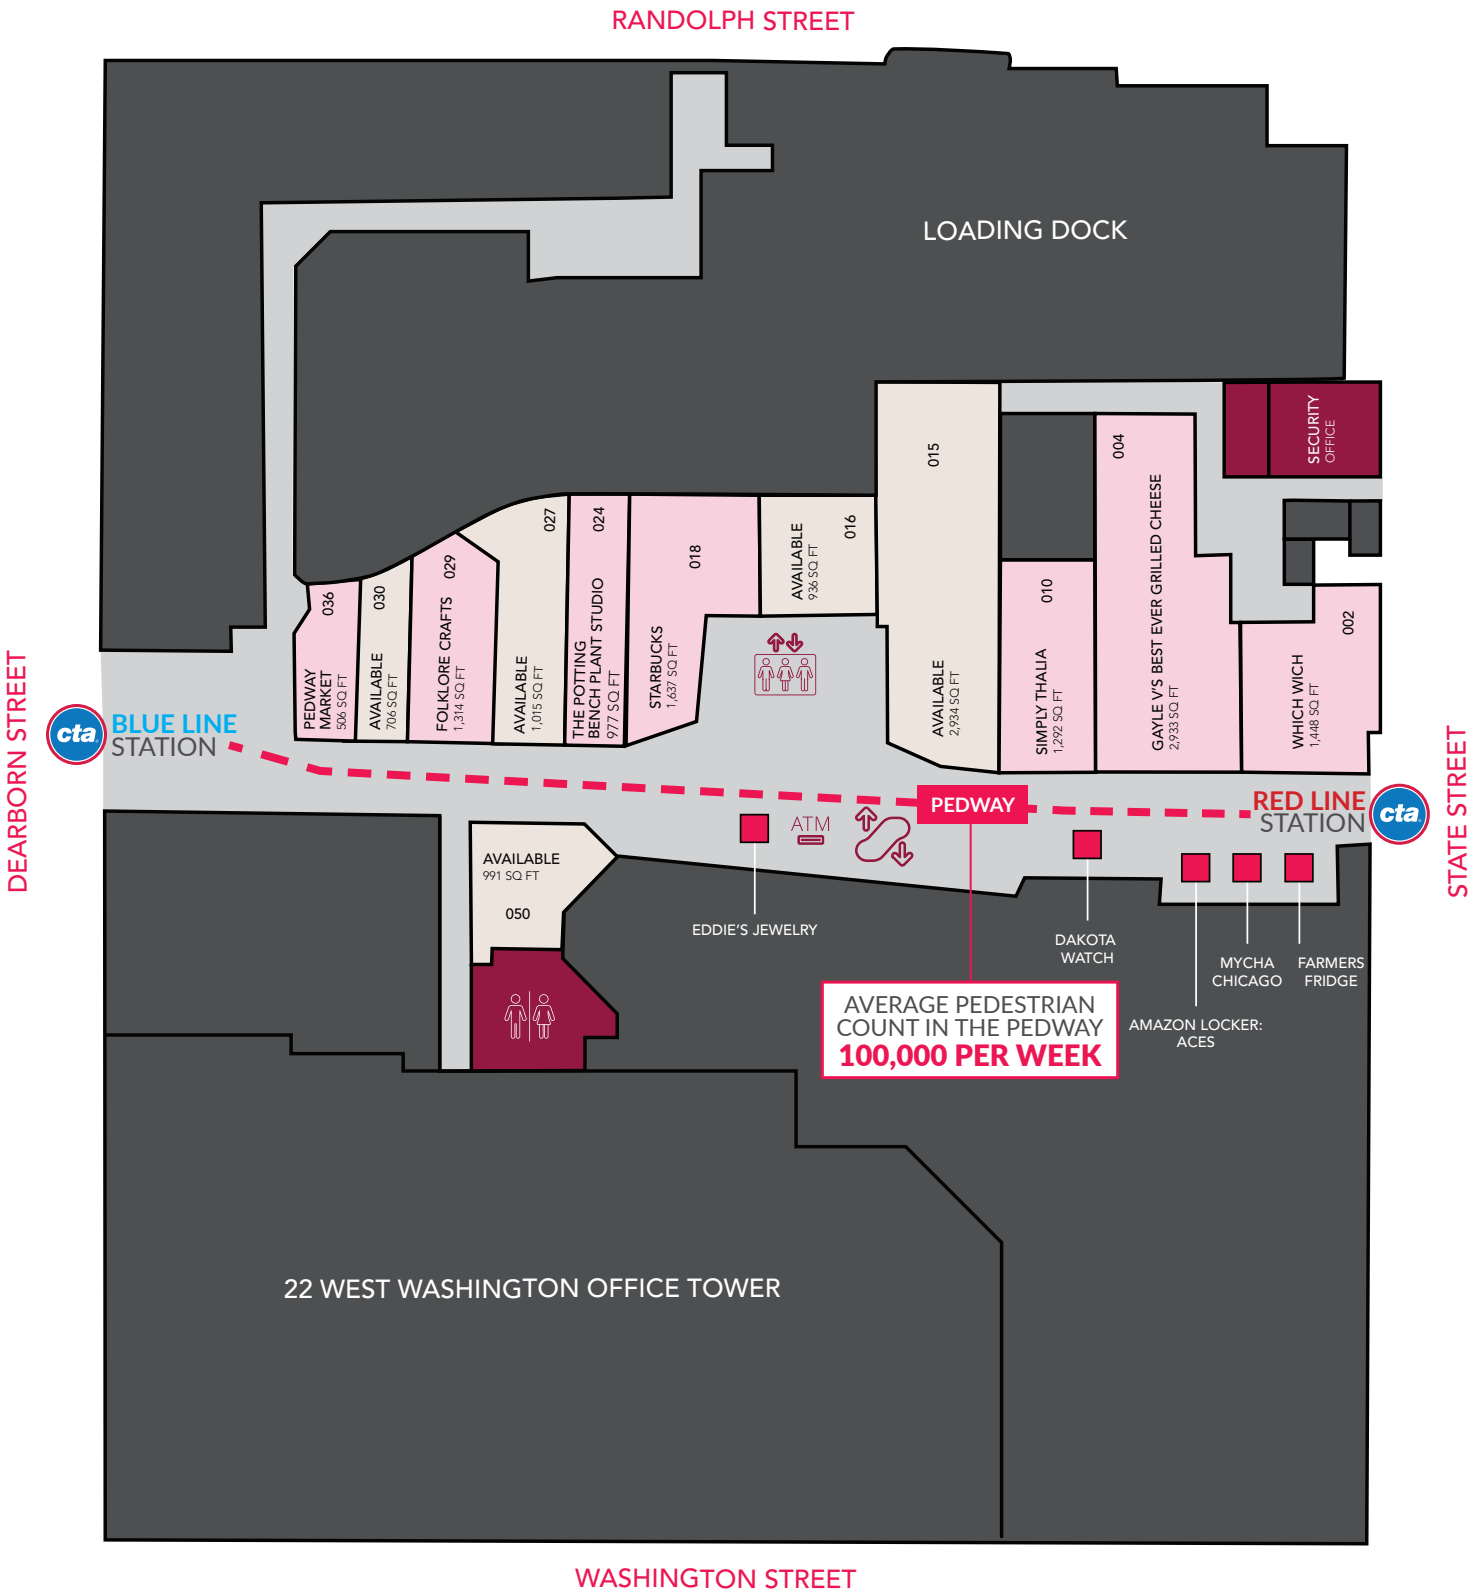 RANDOLPH STREET
LOADING DOCK
SECURITY
OFFICE
015
AVAILABLE
2,934 SQ FT
004
GAYLE V'S BEST EVER GRILLED CHEESE
2,933 SQ FT
036
PEDWAY
MARKET
506 SQ FT
030
AVAILABLE
706 SQ FT
029
FOLKLORE CRAFTS
1,314 SQ FT
027
AVAILABLE
1,015 SQ FT
024
THE POTTING
BENCH PLANT STUDIO
977 SQ FT
018
STARBUCKS
1,637 SQ FT
016
AVAILABLE
936 SQ FT
010
SIMPLY THALIA
1,292 SQ FT
002
WHICH WICH
1,448 SQ FT
DEARBORN STREET
cta
BLUE LINE
STATION
STATE STREET
PEDWAY
RED LINE
STATION
cta
ATM
AVAILABLE
991 SQ FT
050
EDDIE'S JEWELRY
DAKOTA
WATCH
MYCHA
CHICAGO
FARMERS
FRIDGE
AMAZON LOCKER:
ACES
AVERAGE PEDESTRIAN
COUNT IN THE PEDWAY
100,000 PER WEEK
22 WEST WASHINGTON OFFICE TOWER
WASHINGTON STREET